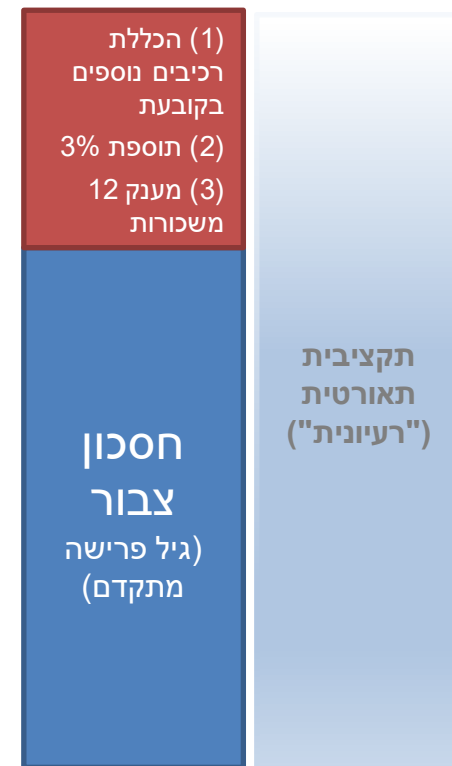 (1) הכללת
רכיבים נוספים
בקובעת
(2) תוספת 3%
(3) מענק 12
משכורות
חסכון
צבור
(גיל פרישה
מתקדם)
תקציבית
תאורטית
("רעיונית")